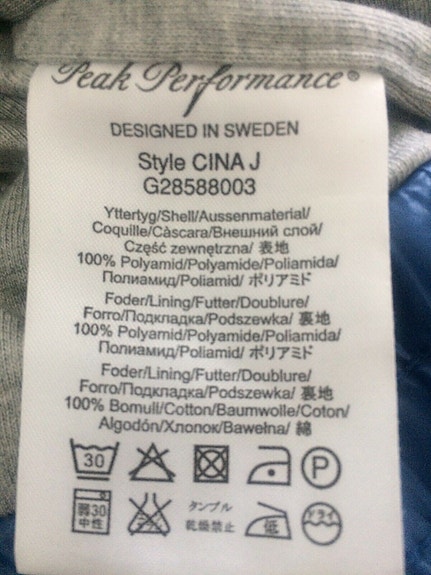 Peak Performance®
DESIGNED IN SWEDEN
Style CINA J
G28588003
Yttertyg/Shell/Aussenmaterial/
Coquille/Càscara/Внешний слой/
Część zewnętrzna/ 表地
100% Polyamid/Polyamide/Poliamida/
Полиамид/Poliamid/ ポリアミド
Foder/Lining/Futter/Doublure/
Forro/Подкладка/Podszewka/ 裏地
100% Polyamid/Polyamide/Poliamida/
Полиамид/Poliamid/ ポリアミド
Foder/Lining/Futter/Doublure/
Forro/Подкладка/Podszewka/ 裏地
100% Bomull/Cotton/Baumwolle/Coton/
Algodón/Хлопок/Bawełna/ 綿
30 P
弱30 中性 タンブル 乾燥禁止 低 ドライ